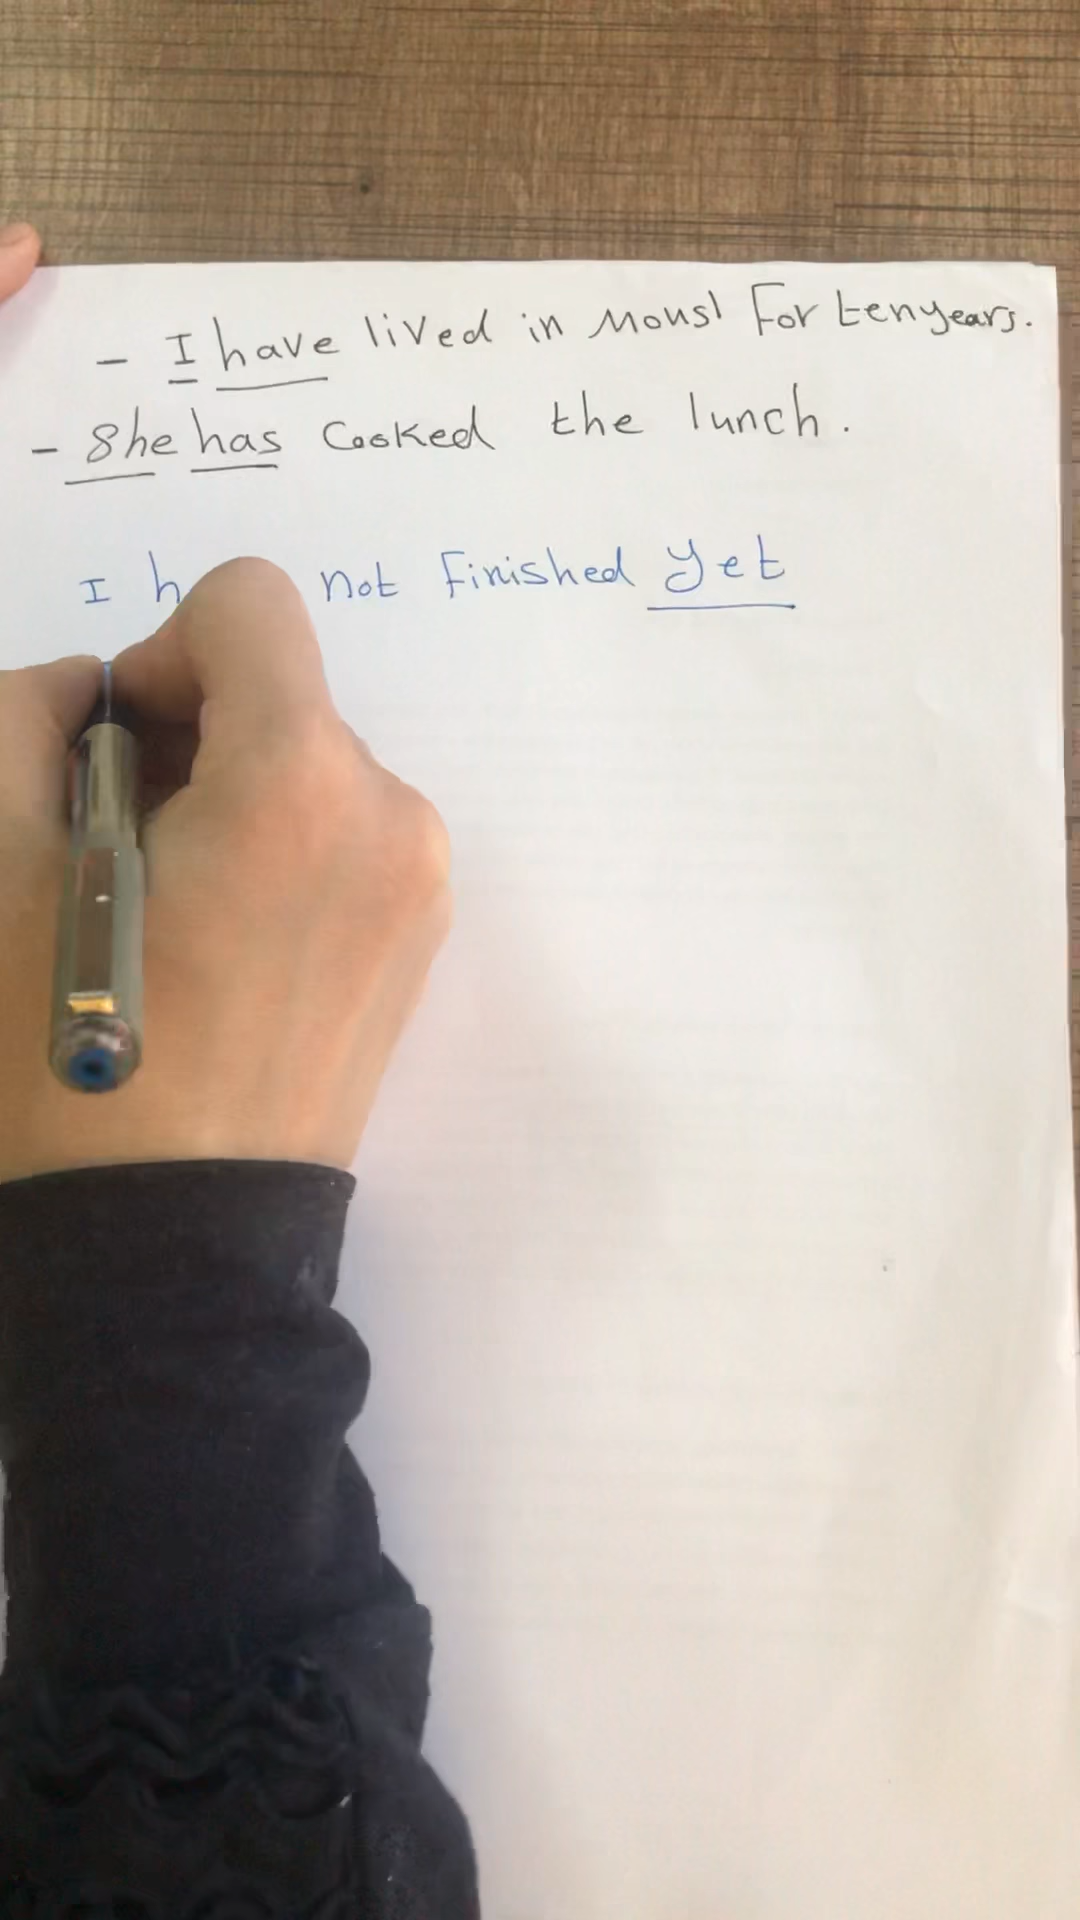 - I have lived in Mousl For ten years.
- She has Cooked the lunch.
I not Finished yet